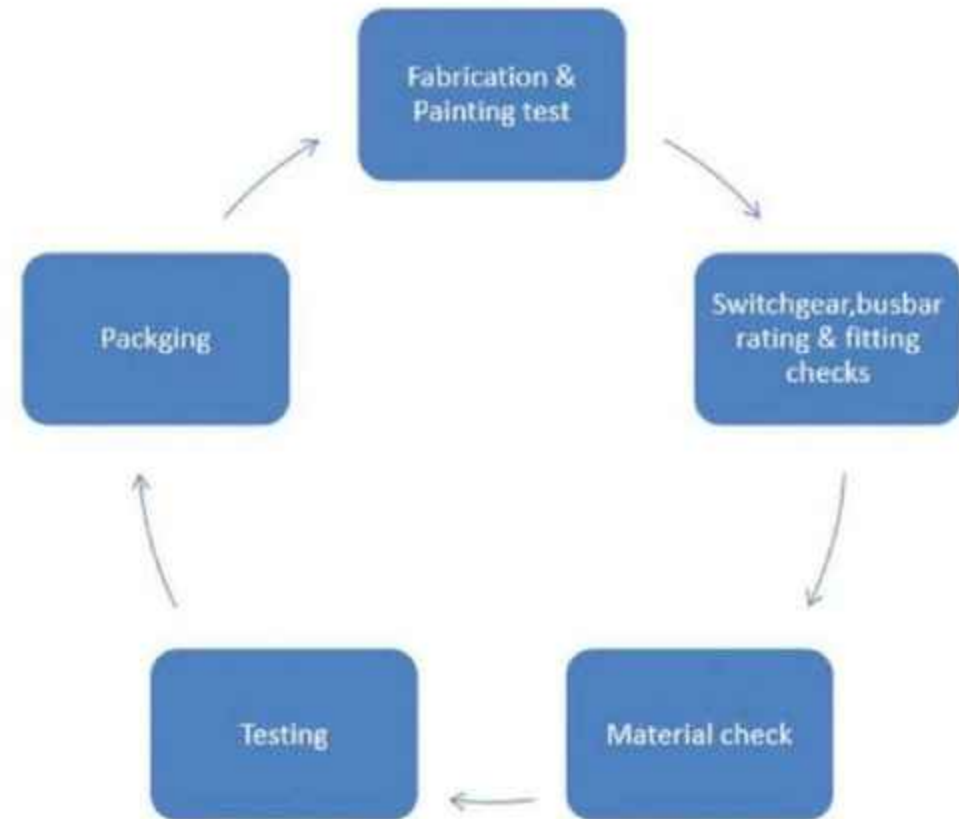 Fabrication &
Painting test
Switchgear,busbar
rating & fitting
checks
Material check
Testing
Packging